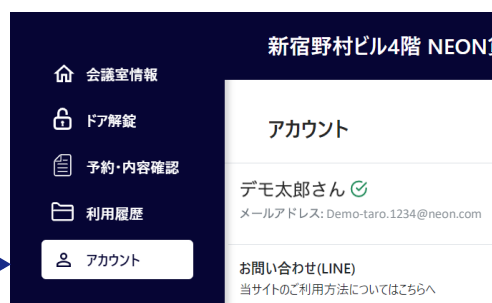 新宿野村ビル4階 NEON
会議室情報
ドア解錠
予約・内容確認
利用履歴
アカウント
アカウント
デモ太郎さん
メールアドレス: Demo-taro.1234@neon.com
お問い合わせ(LINE)
当サイトのご利用方法についてはこちらへ